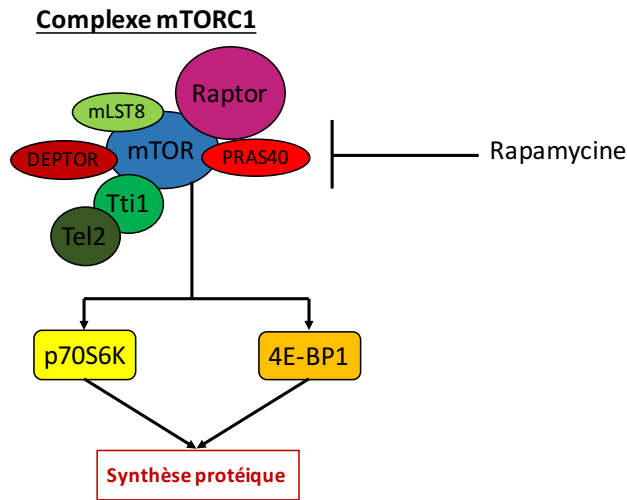 Complexe mTORC1
Raptor
mLST8
mTOR
DEPTOR
PRAS40
Rapamycine
Tti1
Tel2
p70S6K
4E-BP1
Synthèse protéique